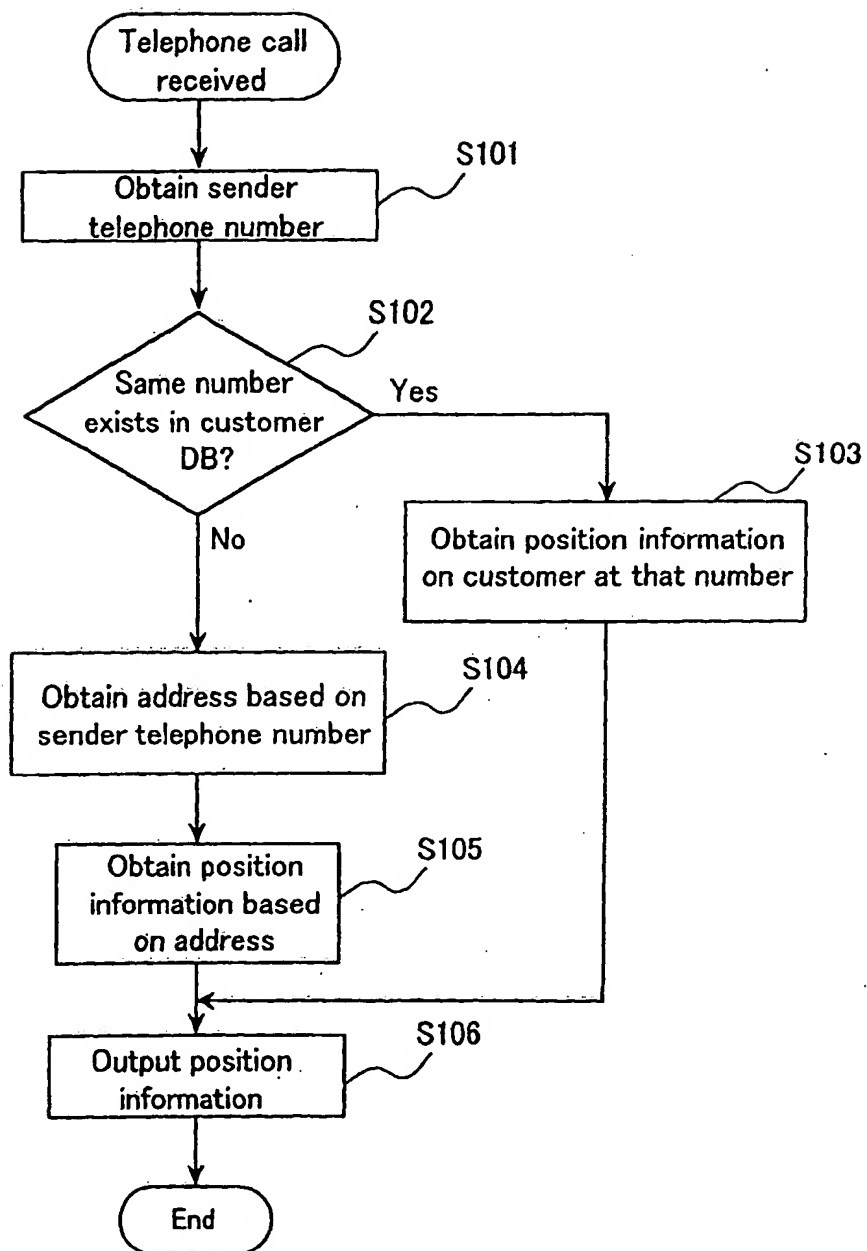 Telephone call
received
S101
Obtain sender
telephone number
S102
Same number
exists in customer
DB?
Yes
No
S103
Obtain position information
on customer at that number
S104
Obtain address based on
sender telephone number
S105
Obtain position
information based
on address
S106
Output position
information
End